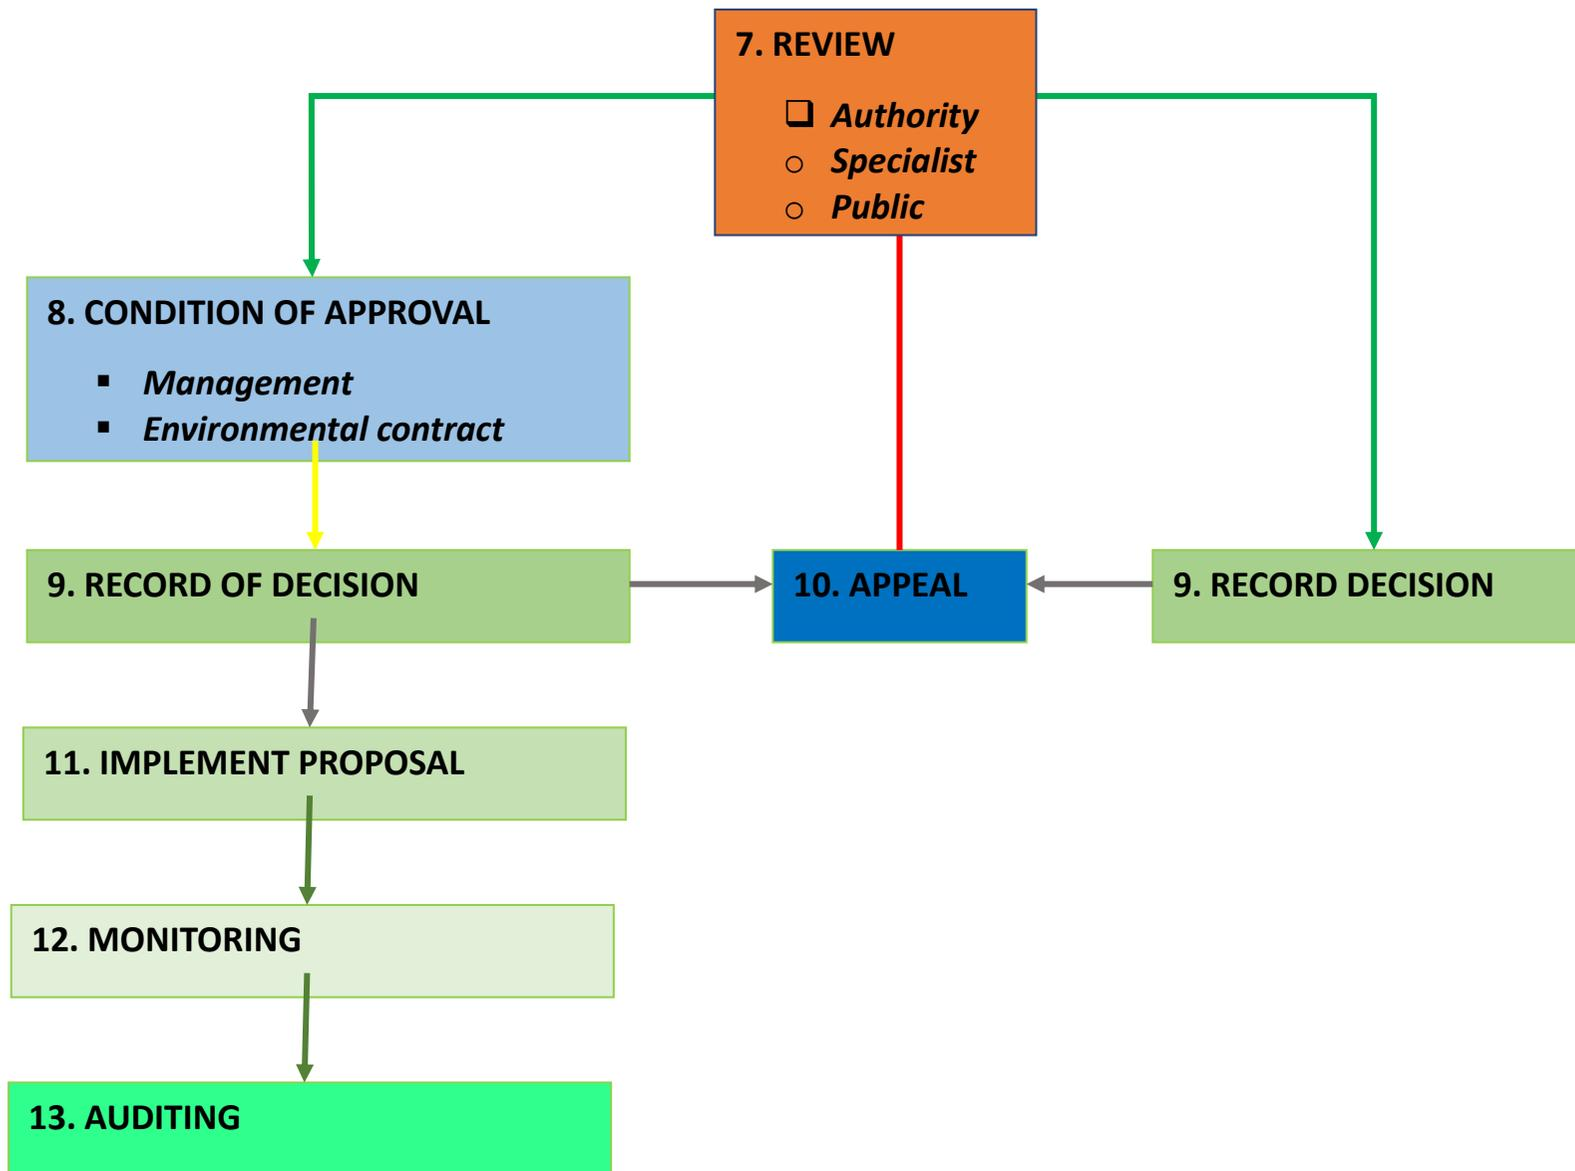 7. REVIEW
❑ Authority
o Specialist
o Public
8. CONDITION OF APPROVAL
▪ Management
▪ Environmental contract
9. RECORD OF DECISION
10. APPEAL
9. RECORD DECISION
11. IMPLEMENT PROPOSAL
12. MONITORING
13. AUDITING